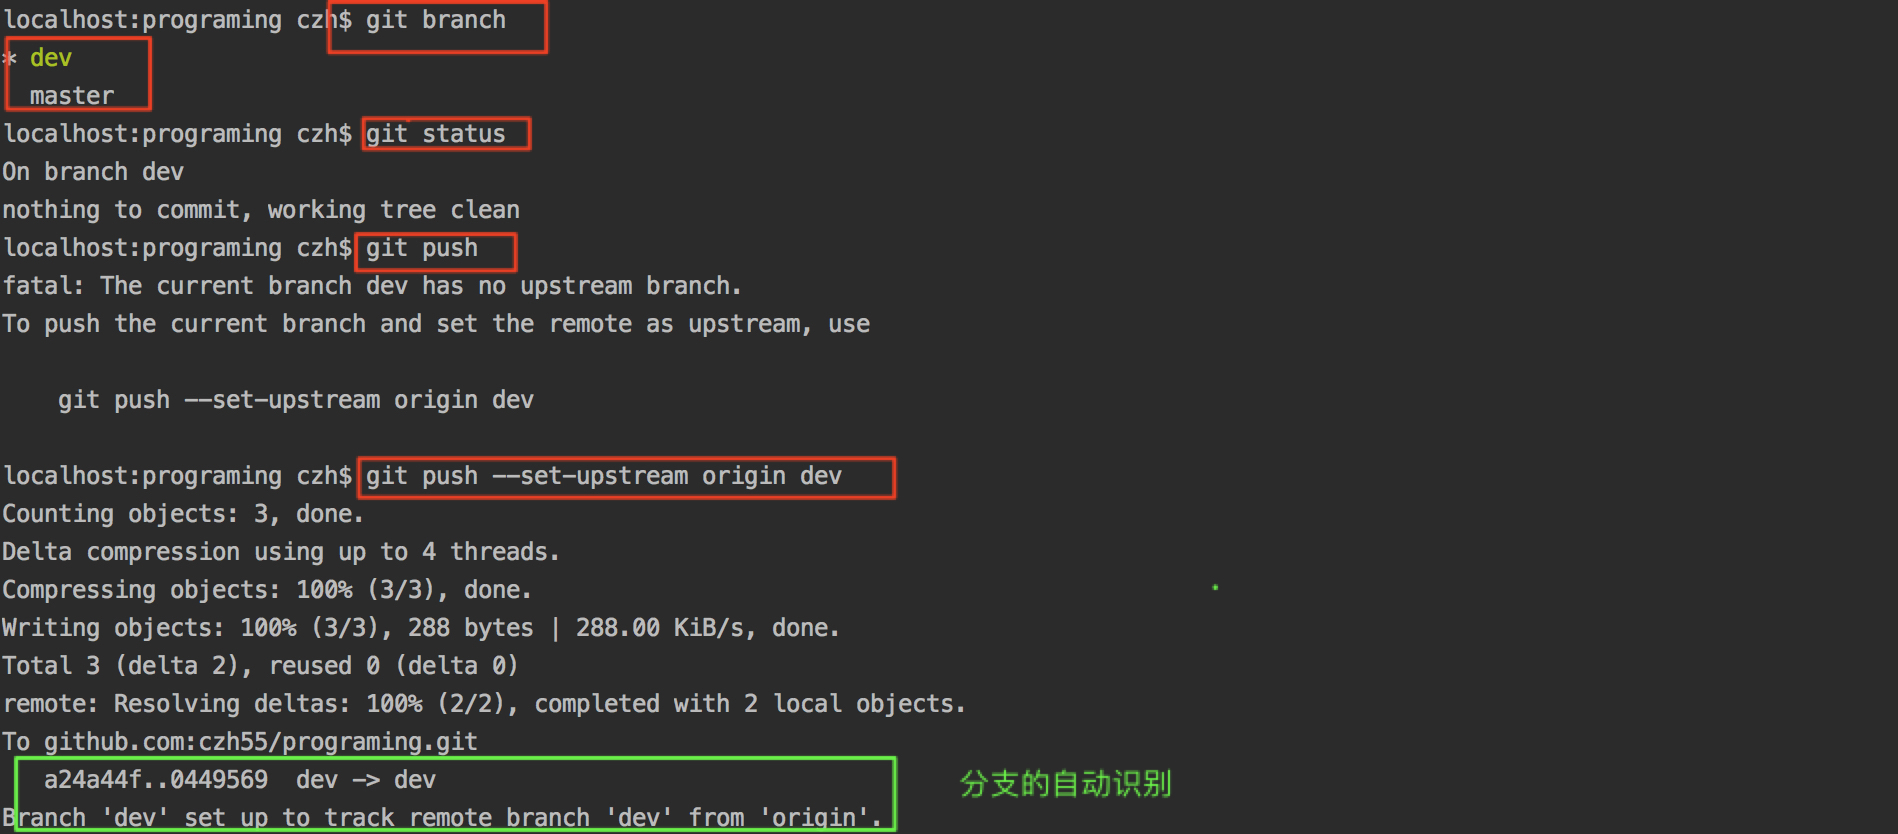 localhost:programing czh$ git branch
* dev
  master
localhost:programing czh$ git status
On branch dev
nothing to commit, working tree clean
localhost:programing czh$ git push
fatal: The current branch dev has no upstream branch.
To push the current branch and set the remote as upstream, use
    git push --set-upstream origin dev
localhost:programing czh$ git push --set-upstream origin dev
Counting objects: 3, done.
Delta compression using up to 4 threads.
Compressing objects: 100% (3/3), done.
Writing objects: 100% (3/3), 288 bytes | 288.00 KiB/s, done.
Total 3 (delta 2), reused 0 (delta 0)
remote: Resolving deltas: 100% (2/2), completed with 2 local objects.
To github.com:czh55/programing.git
   a24a44f..0449569  dev -> dev
分支的自动识别
Branch 'dev' set up to track remote branch 'dev' from 'origin'.